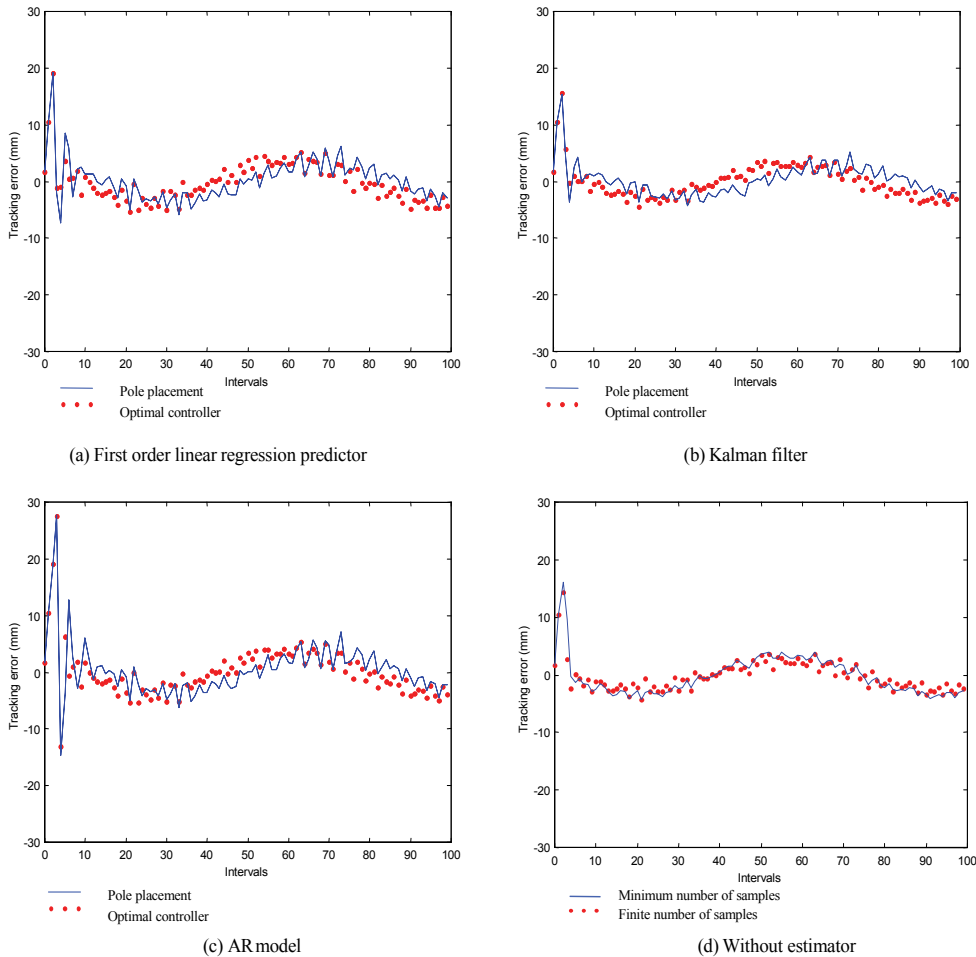 30
20
10
0
-10
-20
-30
Tracking error (mm)
0 10 20 30 40 50 60 70 80 90 100
Intervals
Pole placement
Optimal controller
(a) First order linear regression predictor
30
20
10
0
-10
-20
-30
Tracking error (mm)
0 10 20 30 40 50 60 70 80 90 100
Intervals
Pole placement
Optimal controller
(b) Kalman filter
30
20
10
0
-10
-20
-30
Tracking error (mm)
0 10 20 30 40 50 60 70 80 90 100
Intervals
Pole placement
Optimal controller
(c) AR model
30
20
10
0
-10
-20
-30
Tracking error (mm)
0 10 20 30 40 50 60 70 80 90 100
Intervals
Minimum number of samples
Finite number of samples
(d) Without estimator